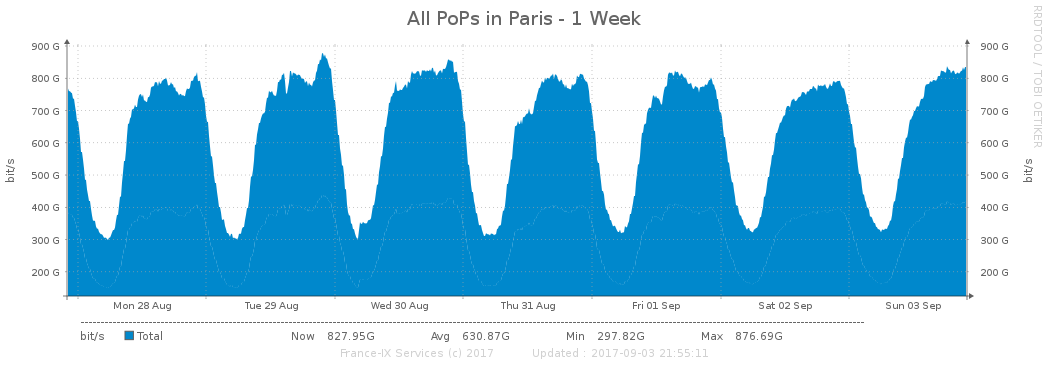 All PoPs in Paris - 1 Week
RRDTOOL / TOBI OETIKER
900 G 900 G
800 G 800 G
700 G 700 G
600 G 600 G
500 G 500 G
400 G 400 G
300 G 300 G
200 G 200 G
bit/s bit/s
Mon 28 Aug Tue 29 Aug Wed 30 Aug Thu 31 Aug Fri 01 Sep Sat 02 Sep Sun 03 Sep
bit/s Total Now 827.95G Avg 630.87G Min 297.82G Max 876.69G
France-IX Services (c) 2017 Updated : 2017-09-03 21:55:11